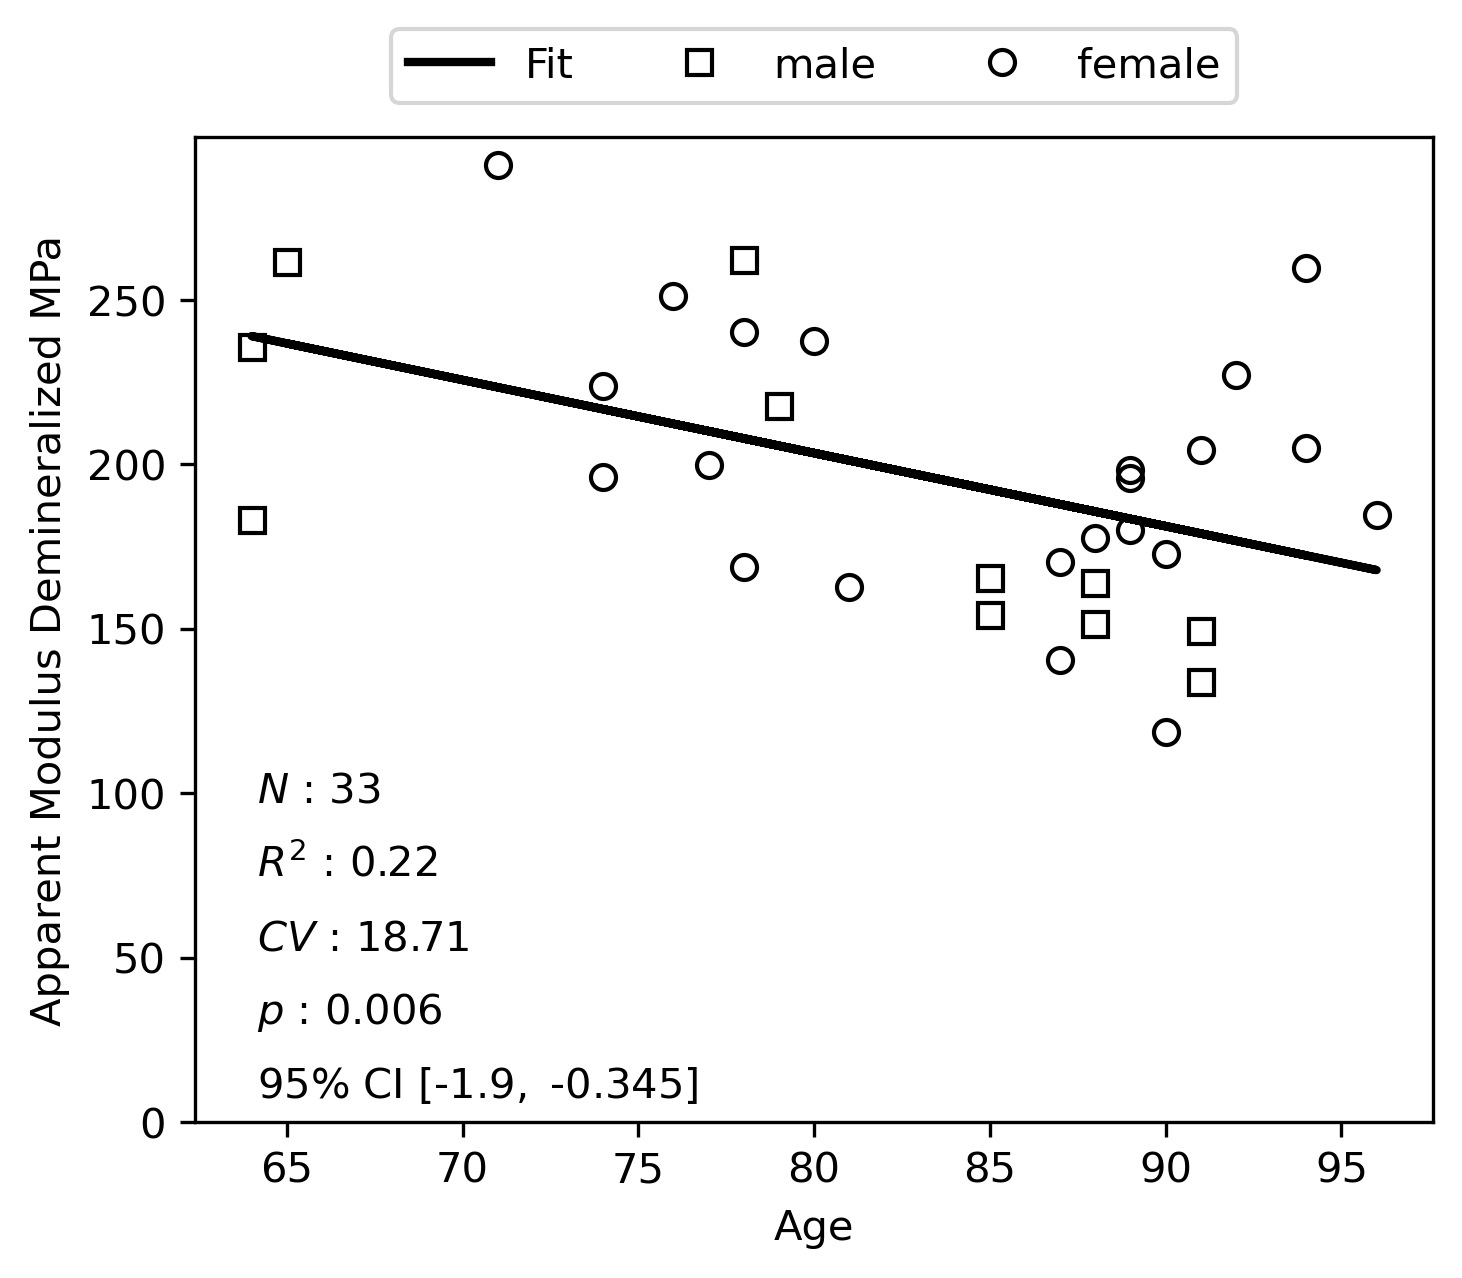 Fit male female
Apparent Modulus Demineralized MPa
250
200
150
100
50
0
N : 33
R² : 0.22
CV : 18.71
p : 0.006
95% CI [-1.9, -0.345]
65 70 75 80 85 90 95
Age